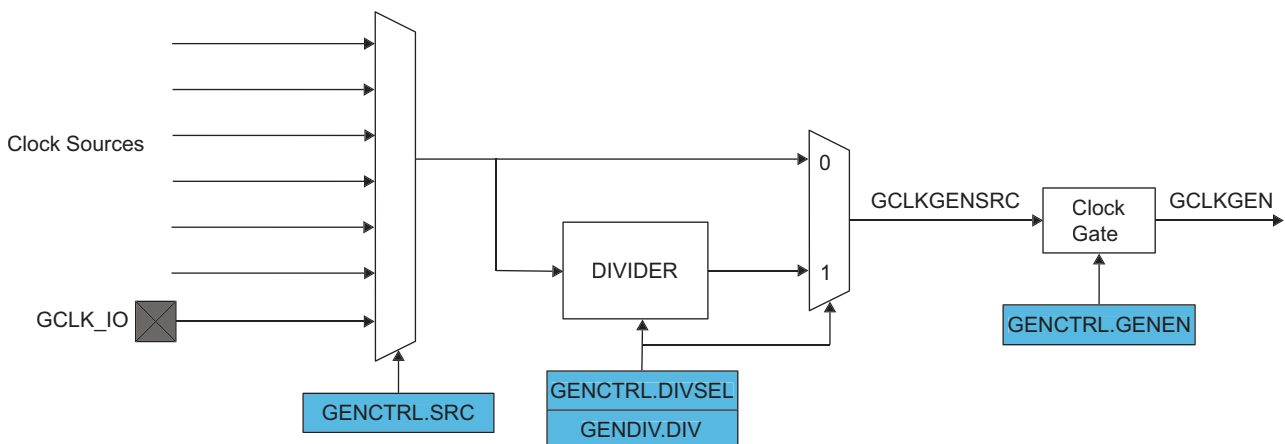 Clock Sources
GCLK_IO
GENCTRL.SRC
DIVIDER
GENCTRL.DIVSEL
GENDIV.DIV
0
1
GCLKGENSRC
Clock
Gate
GCLKGEN
GENCTRL.GENEN